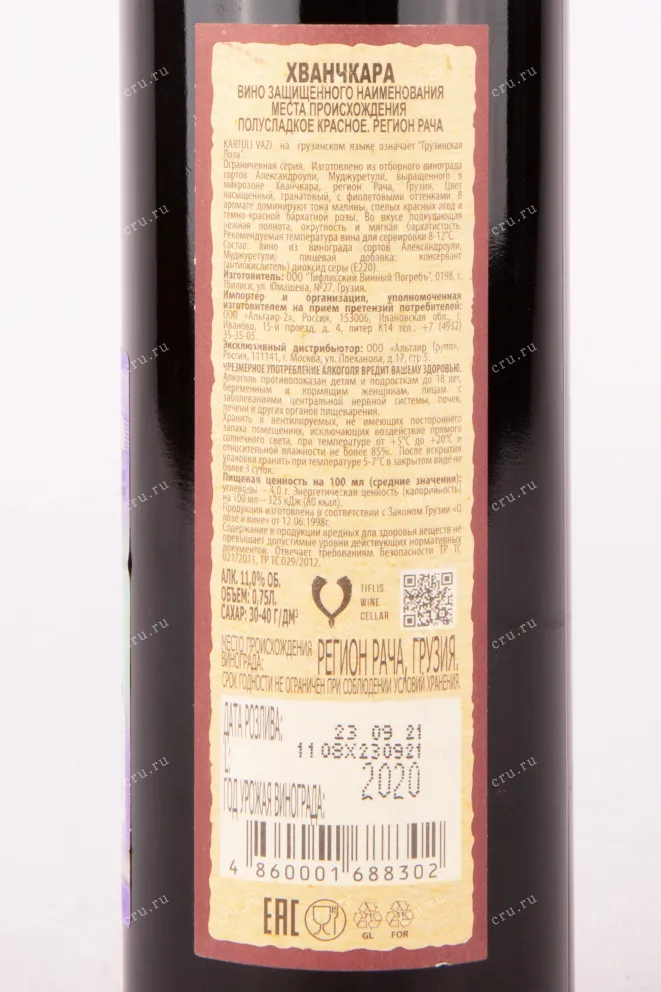 ХВАНЧКАРА
ВИНО ЗАЩИЩЕННОГО НАИМЕНОВАНИЯ
МЕСТА ПРОИСХОЖДЕНИЯ
ПОЛУСЛАДКОЕ КРАСНОЕ. РЕГИОН РАЧА
KARTULI VAZI на грузинском языке означает "Грузинская
Лоза".
Ограниченная серия. Изготовлено из отборного винограда
сортов Александроули, Муджуретули, выращенного в
микрозоне Хванчкара, регион Рача, Грузия. Цвет
насыщенный, гранатовый, с фиолетовыми оттенками. В
аромате доминируют тона малины, спелых красных ягод и
темно-красной бархатной розы. Во вкусе подкупающая
нежная полнота, округлость и мягкая бархатистость.
Рекомендуемая температура вина для сервировки 8-12°С.
Состав: вино из винограда сортов Александроули,
Муджуретули; пищевая добавка: консервант
(антиокислитель) диоксид серы (Е220).
Изготовитель: ООО "Тифлисский Винный Погребъ", 0198, г.
Тбилиси, ул. Юмашева, №27, Грузия.
Импортер и организация, уполномоченная
изготовителем на прием претензий потребителей:
ООО «Альтаир-2», Россия, 153006, Ивановская обл., г.
Иваново, 15-й проезд, д. 4, литер К14 тел.: +7 (4932)
35-35-05.
Эксклюзивный дистрибьютор: ООО «Альтаир Групп»,
Россия, 111141, г. Москва, ул. Плеханова, д.17, стр.5.
ЧРЕЗМЕРНОЕ УПОТРЕБЛЕНИЕ АЛКОГОЛЯ ВРЕДИТ ВАШЕМУ ЗДОРОВЬЮ.
Алкоголь противопоказан детям и подросткам до 18 лет,
беременным и кормящим женщинам, лицам с
заболеваниями центральной нервной системы, почек,
печени и других органов пищеварения.
Хранить в вентилируемых, не имеющих постороннего
запаха помещениях, исключающих воздействие прямого
солнечного света, при температуре от +5°С до +20°С и
относительной влажности не более 85%. После вскрытия
упаковки хранить при температуре 5-7°С в закрытом виде не
более 3 суток.
Пищевая ценность на 100 мл (средние значения):
углеводы – 4,0 г. Энергетическая ценность (калорийность)
на 100 мл – 325 кДж (80 ккал).
Продукция изготовлена в соответствии с Законом Грузии «О
лозе и вине» от 12.06.1998г.
Содержание в продукции вредных для здоровья веществ не
превышает допустимые уровни действующих нормативных
документов. Отвечает требованиям безопасности ТР ТС
021/2011, ТР ТС 029/2012.
АЛК. 11,0% ОБ.
ОБЪЕМ: 0,75Л.
САХАР: 30-40 Г/ДМ³
TIFLIS
WINE
CELLAR
МЕСТО ПРОИСХОЖДЕНИЯ
ВИНОГРАДА: РЕГИОН РАЧА, ГРУЗИЯ.
СРОК ГОДНОСТИ НЕ ОГРАНИЧЕН ПРИ СОБЛЮДЕНИИ УСЛОВИЙ ХРАНЕНИЯ.
ДАТА РОЗЛИВА: 23 09 21
L: 1108X230921
ГОД УРОЖАЯ ВИНОГРАДА: 2020
4 860001 688302
EAC
71 GL
51 FOR
cru.ru